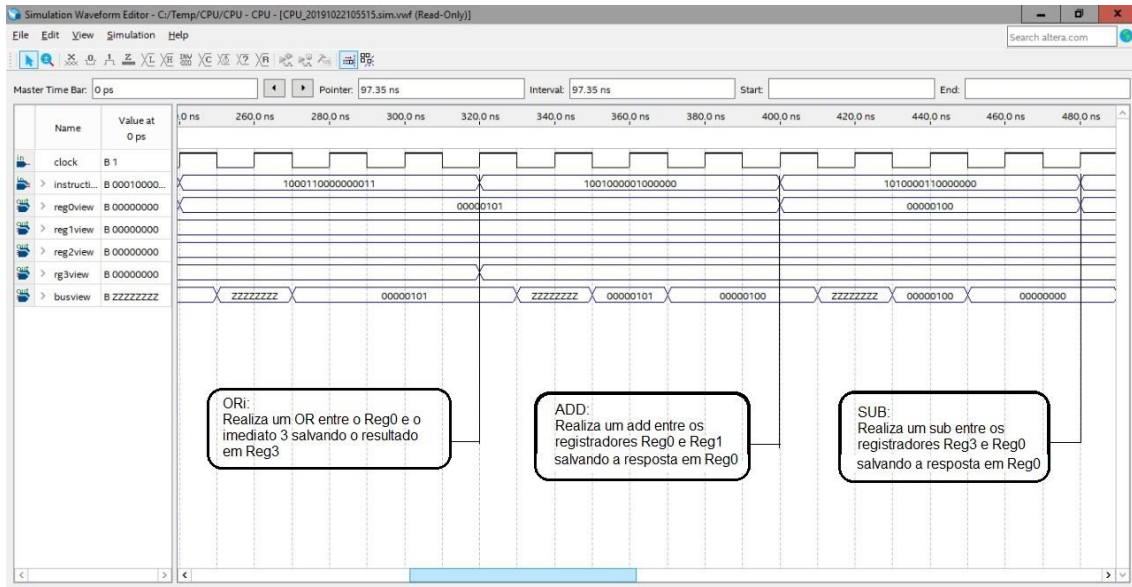 Simulation Waveform Editor - C:/Temp/CPU/CPU - CPU - [CPU_20191022105515.sim.vwf (Read-Only)]
File Edit View Simulation Help
Search altera.com
Master Time Bar: 0 ps
Pointer: 97.35 ns
Interval: 97.35 ns
Start:
End:
Name
Value at
0 ps
.0 ns 260.0 ns 280.0 ns 300.0 ns 320.0 ns 340.0 ns 360.0 ns 380.0 ns 400.0 ns 420.0 ns 440.0 ns 460.0 ns 480.0 ns
clock B 1
instructi... B 00010000... 1000110000000011 1001000001000000 1010000110000000
reg0view B 00000000 00000101 00000100
reg1view B 00000000
reg2view B 00000000
rg3view B 00000000
busview B ZZZZZZZZ ZZZZZZZZ 00000101 ZZZZZZZZ 00000101 00000100 ZZZZZZZZ 00000100 00000000
ORi:
Realiza um OR entre o Reg0 e o
imediato 3 salvando o resultado
em Reg3
ADD:
Realiza um add entre os
registradores Reg0 e Reg1
salvando a resposta em Reg0
SUB:
Realiza um sub entre os
registradores Reg3 e Reg0
salvando a resposta em Reg0